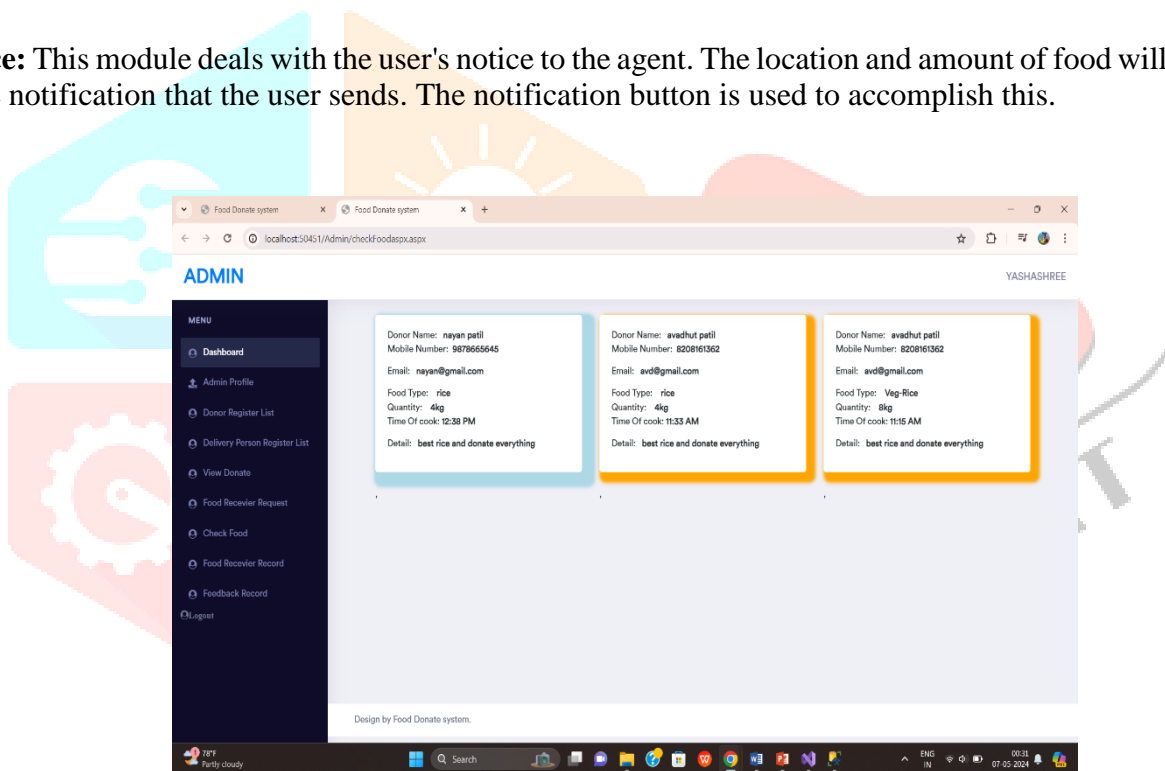 ce: This module deals with the user's notice to the agent. The location and amount of food will
notification that the user sends. The notification button is used to accomplish this.
Food Donate system
Food Donate system
localhost:50451/Admin/checkFoodaspx.aspx
ADMIN
YASHASHREE
MENU
Dashboard
Admin Profile
Donor Register List
Delivery Person Register List
View Donate
Food Recevier Request
Check Food
Food Recevier Record
Feedback Record
Logout
Donor Name: nayan patil
Mobile Number: 9878665645
Email: nayan@gmail.com
Food Type: rice
Quantity: 4kg
Time Of cook: 12:38 PM
Detail: best rice and donate everything
,
Donor Name: avadhut patil
Mobile Number: 8208161362
Email: avd@gmail.com
Food Type: rice
Quantity: 4kg
Time Of cook: 11:33 AM
Detail: best rice and donate everything
,
Donor Name: avadhut patil
Mobile Number: 8208161362
Email: avd@gmail.com
Food Type: Veg-Rice
Quantity: 8kg
Time Of cook: 11:15 AM
Detail: best rice and donate everything
,
Design by Food Donate system.
78°F
Partly cloudy
Search
ENG
IN
00:31
07-05-2024